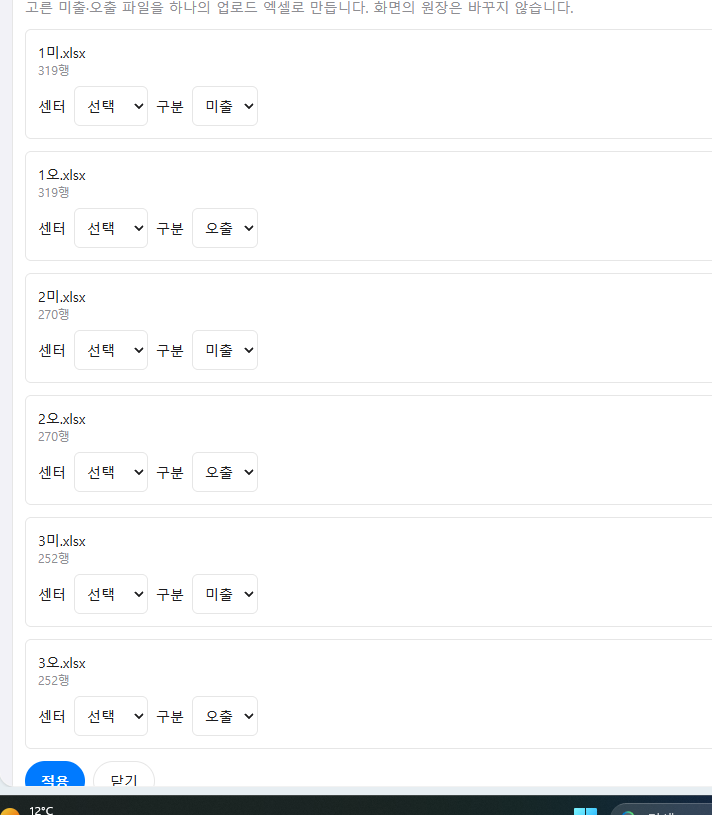 고른 미출·오출 파일을 하나의 업로드 엑셀로 만듭니다. 화면의 원장은 바꾸지 않습니다.
1미.xlsx
319행
센터 선택 구분 미출
1오.xlsx
319행
센터 선택 구분 오출
2미.xlsx
270행
센터 선택 구분 미출
2오.xlsx
270행
센터 선택 구분 오출
3미.xlsx
252행
센터 선택 구분 미출
3오.xlsx
252행
센터 선택 구분 오출
적용 닫기
12°C